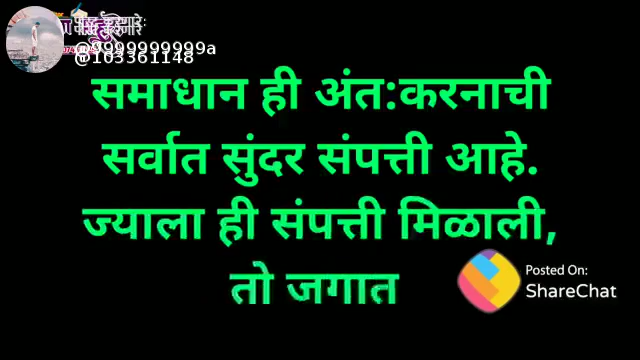 @9999999999a
@103361148
समाधान ही अंत:करनाची
सर्वात सुंदर संपत्ती आहे.
ज्याला ही संपत्ती मिळाली,
तो जगात
Posted On:
ShareChat